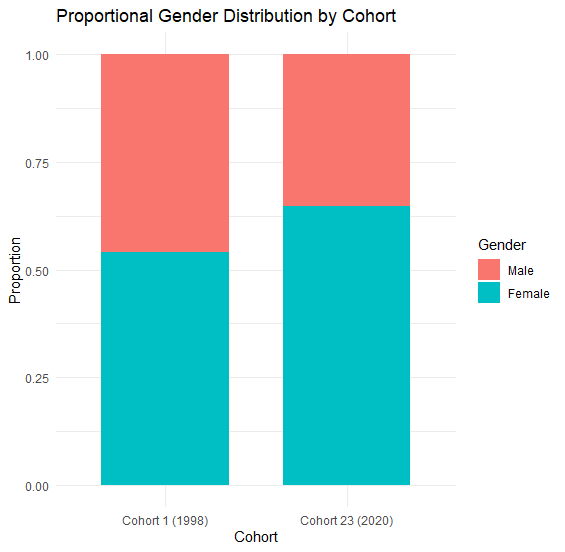 Proportional Gender Distribution by Cohort
1.00
0.75
0.50
0.25
0.00
Proportion
Cohort 1 (1998)
Cohort 23 (2020)
Cohort
Gender
Male
Female